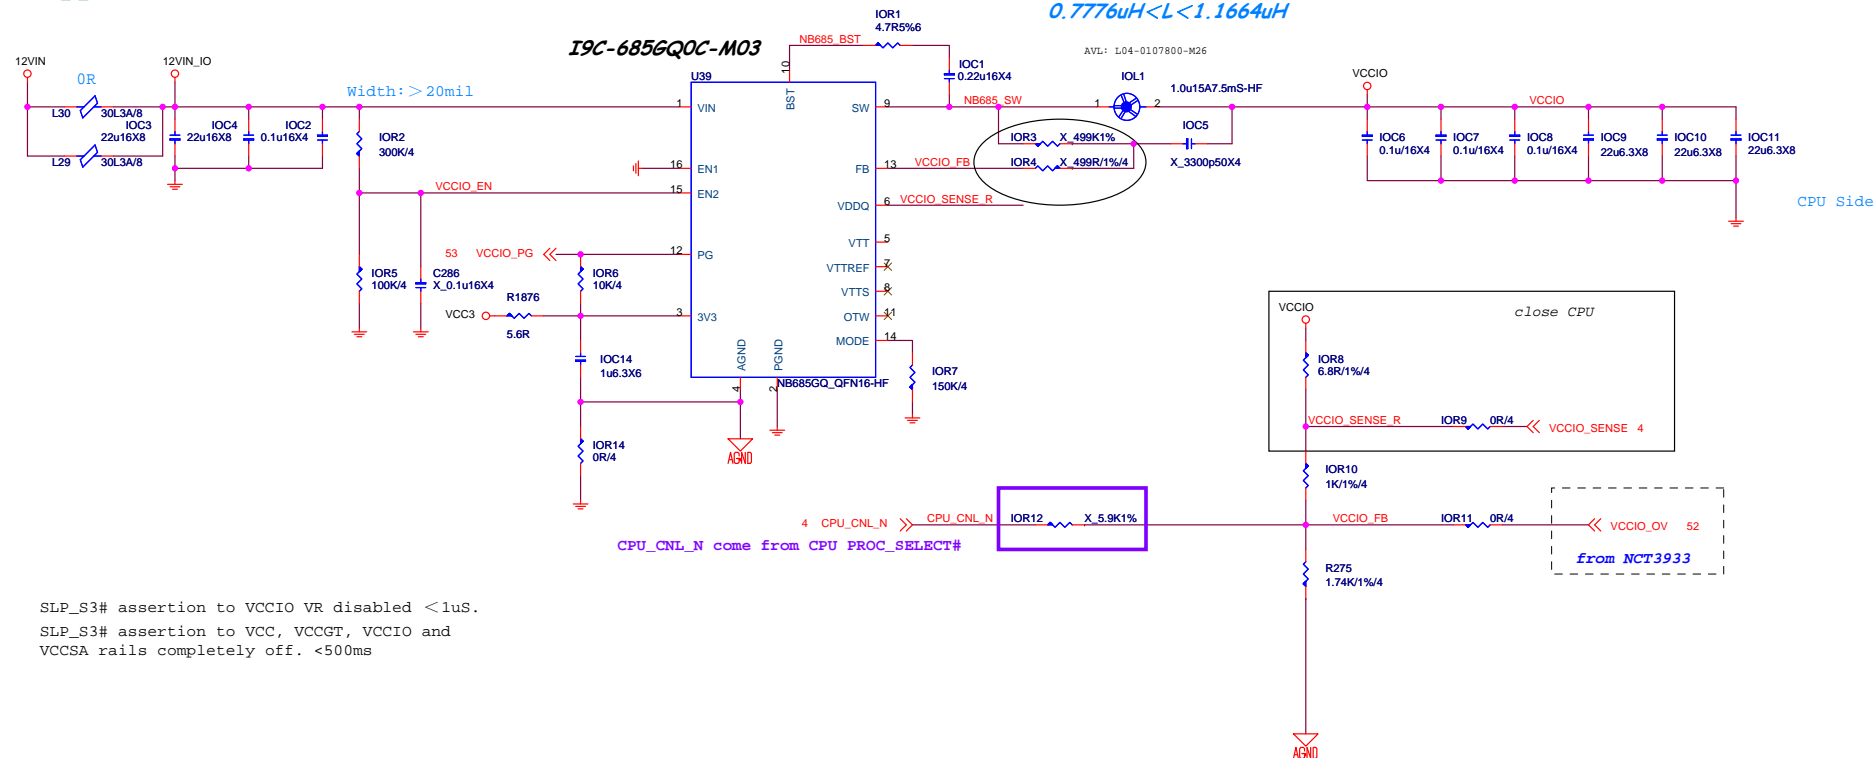 0.7776uH<L<1.1664uH
I9C-685GQ0C-M03
AVL: L04-0107800-M26
IOR1
4.7R5%6
NB685_BST
IOC1
0.22u16X4
12VIN
12VIN_IO
0R
Width:＞20mil
L30
30L3A/8
L29
30L3A/8
IOC3
22u16X8
IOC4
22u16X8
IOC2
0.1u16X4
IOR2
300K/4
VCCIO_EN
IOR5
100K/4
C286
X_0.1u16X4
53 VCCIO_PG
IOR6
10K/4
R1876
5.6R
VCC3
IOC14
1u6.3X6
IOR14
0R/4
U39
1 VIN
16 EN1
15 EN2
12 PG
3 3V3
10 BST
SW 9
FB 13
VDDQ 6
VTT 5
VTTREF 7
VTTS 8
OTW 11
MODE 14
AGND 4
PGND 2
NB685GQ_QFN16-HF
AGND
IOR7
150K/4
NB685_SW
IOL1
1 2
1.0u15A7.5mS-HF
IOR3 X_499K1%
IOR4 X_499R/1%/4
VCCIO_FB
VCCIO_SENSE_R
IOC5
X_3300p50X4
VCCIO
VCCIO
IOC6
0.1u/16X4
IOC7
0.1u/16X4
IOC8
0.1u/16X4
IOC9
22u6.3X8
IOC10
22u6.3X8
IOC11
22u6.3X8
CPU Side
VCCIO
close CPU
IOR8
6.8R/1%/4
VCCIO_SENSE_R IOR9 0R/4 VCCIO_SENSE 4
IOR10
1K/1%/4
4 CPU_CNL_N CPU_CNL_N IOR12 X_5.9K1% VCCIO_FB IOR11 0R/4 VCCIO_OV 52
CPU_CNL_N come from CPU PROC_SELECT#
from NCT3933
R275
1.74K/1%/4
AGND
SLP_S3# assertion to VCCIO VR disabled ＜1uS.
SLP_S3# assertion to VCC, VCCGT, VCCIO and
VCCSA rails completely off. <500ms